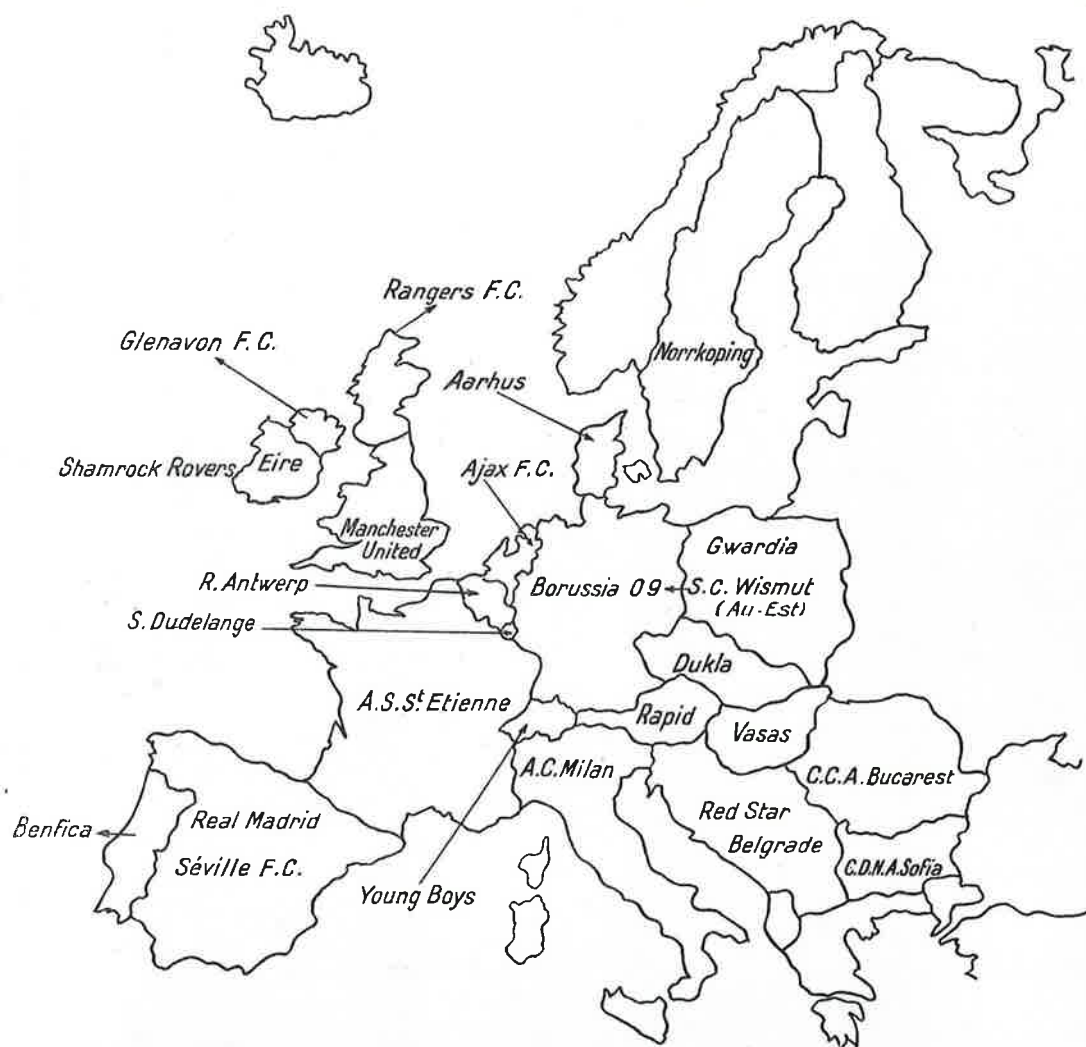 Rangers F.C.
Glenavon F.C.
Norrkoping
Aarhus
Shamrock Rovers
Eire
Ajax F.C.
Manchester
United
Gwardia
R. Antwerp
Borussia 09
S.C. Wismut
(Au-Est)
S. Dudelange
Dukla
A.S. St Etienne
Rapid
Vasas
A.C. Milan
C.C.A. Bucarest
Red Star
Belgrade
Benfica
Real Madrid
Séville F.C.
C.D.N.A. Sofia
Young Boys